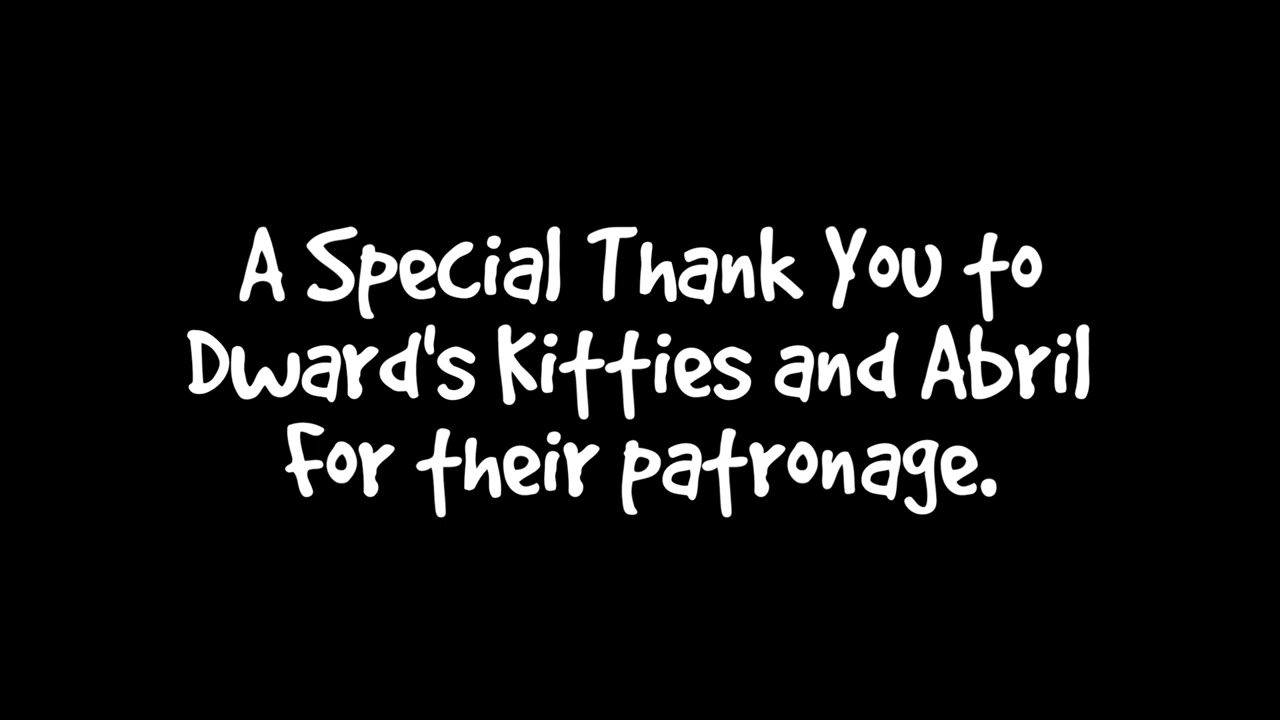 A Special Thank You to
Dward's Kitties and Abril
For their patronage.